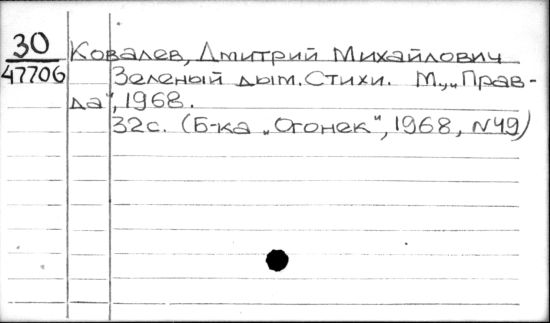 30
47706
Ковалев, Дмитрий Михайлович
Зеленый дым. Стихи. М., „Прав-
да", 1968.
32с. (Б-ка „Огонек", 1968, №49)